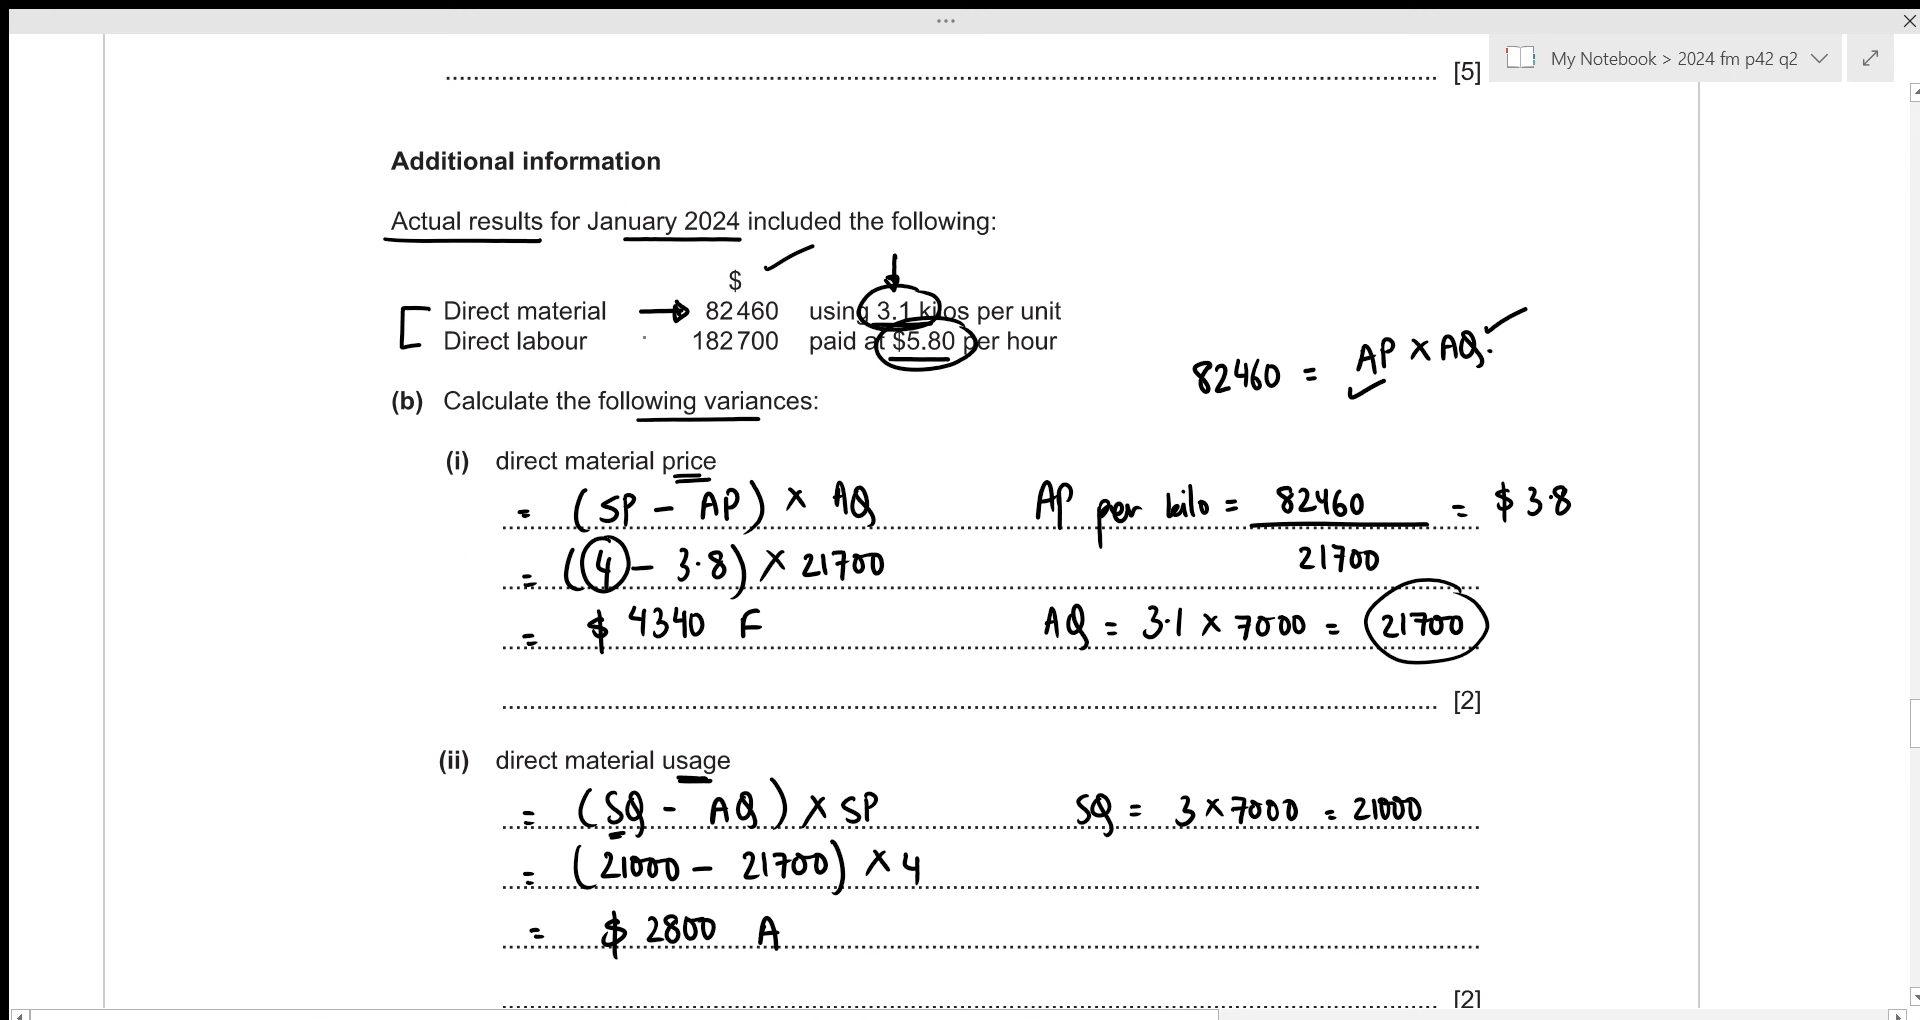 My Notebook > 2024 fm p42 q2
[5]
Additional information
Actual results for January 2024 included the following:
$
Direct material 82 460 using 3.1 kilos per unit
Direct labour 182 700 paid at $5.80 per hour
82460 = AP × AQ.
(b) Calculate the following variances:
(i) direct material price
= (SP - AP) × AQ AP per kilo = 82460 = $ 3.8
= (4 - 3.8) × 21700 21700
= $ 4340 F AQ = 3.1 × 7000 = 21700
[2]
(ii) direct material usage
= (SQ - AQ) × SP SQ = 3 × 7000 = 21000
= (21000 - 21700) × 4
= $ 2800 A
[2]